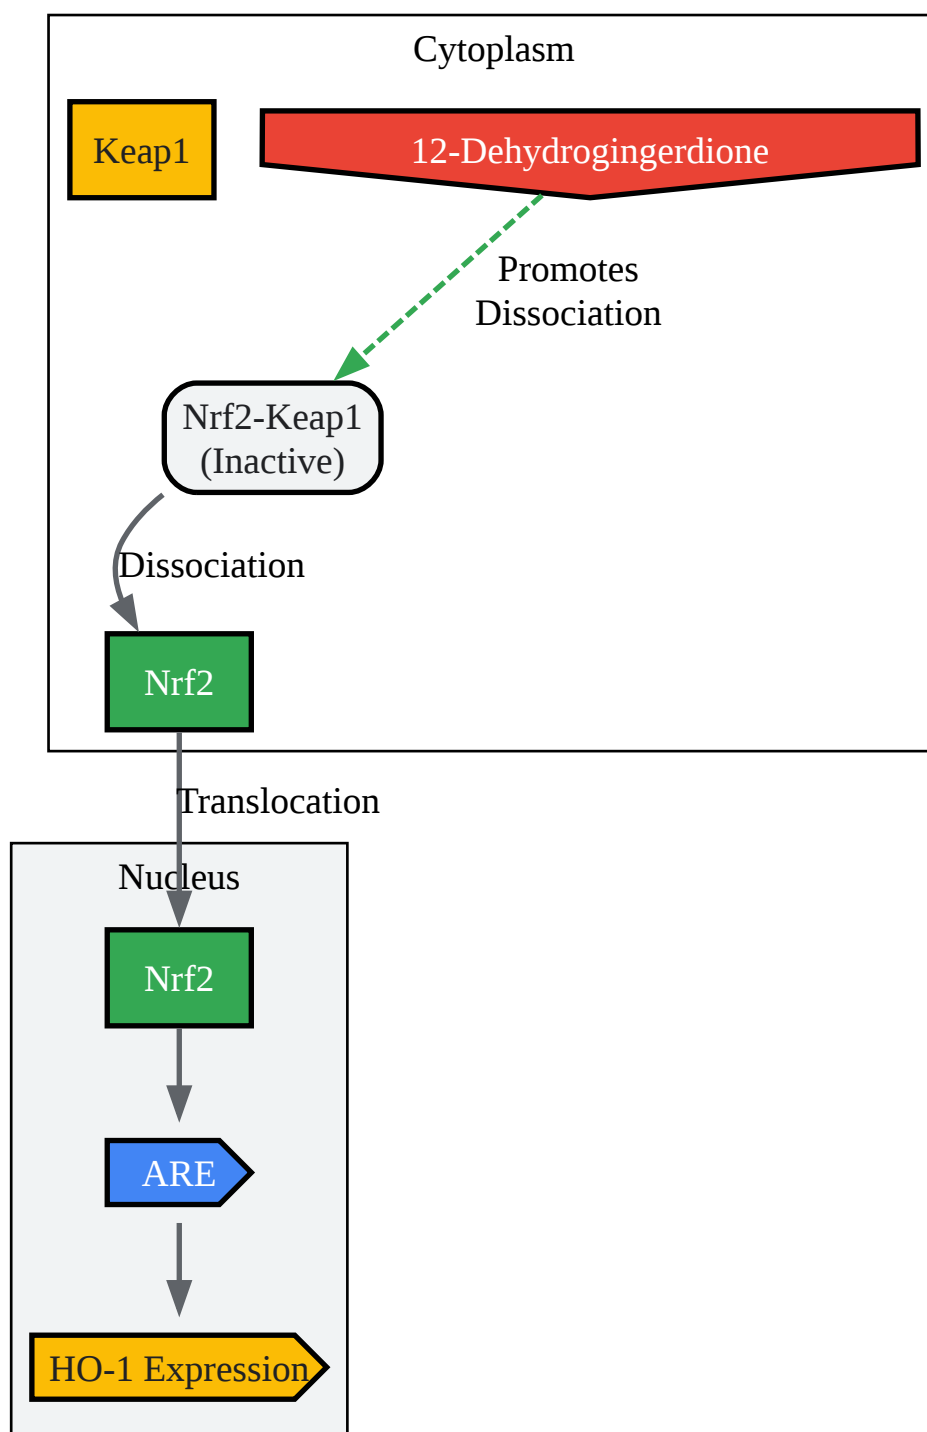 Cytoplasm
Keap1
12-Dehydrogingerdione
Promotes
Dissociation
Nrf2-Keap1
(Inactive)
Dissociation
Nrf2
Translocation
Nucleus
Nrf2
ARE
HO-1 Expression